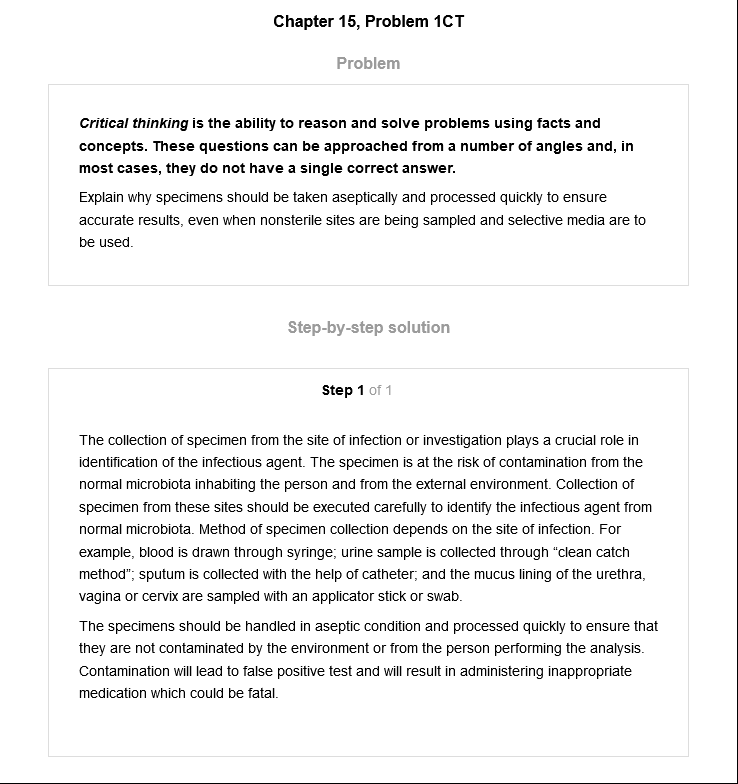 Chapter 15, Problem 1CT
Problem
Critical thinking is the ability to reason and solve problems using facts and
concepts. These questions can be approached from a number of angles and, in
most cases, they do not have a single correct answer.
Explain why specimens should be taken aseptically and processed quickly to ensure
accurate results, even when nonsterile sites are being sampled and selective media are to
be used.
Step-by-step solution
Step 1 of 1
The collection of specimen from the site of infection or investigation plays a crucial role in
identification of the infectious agent. The specimen is at the risk of contamination from the
normal microbiota inhabiting the person and from the external environment. Collection of
specimen from these sites should be executed carefully to identify the infectious agent from
normal microbiota. Method of specimen collection depends on the site of infection. For
example, blood is drawn through syringe; urine sample is collected through “clean catch
method”; sputum is collected with the help of catheter; and the mucus lining of the urethra,
vagina or cervix are sampled with an applicator stick or swab.
The specimens should be handled in aseptic condition and processed quickly to ensure that
they are not contaminated by the environment or from the person performing the analysis.
Contamination will lead to false positive test and will result in administering inappropriate
medication which could be fatal.